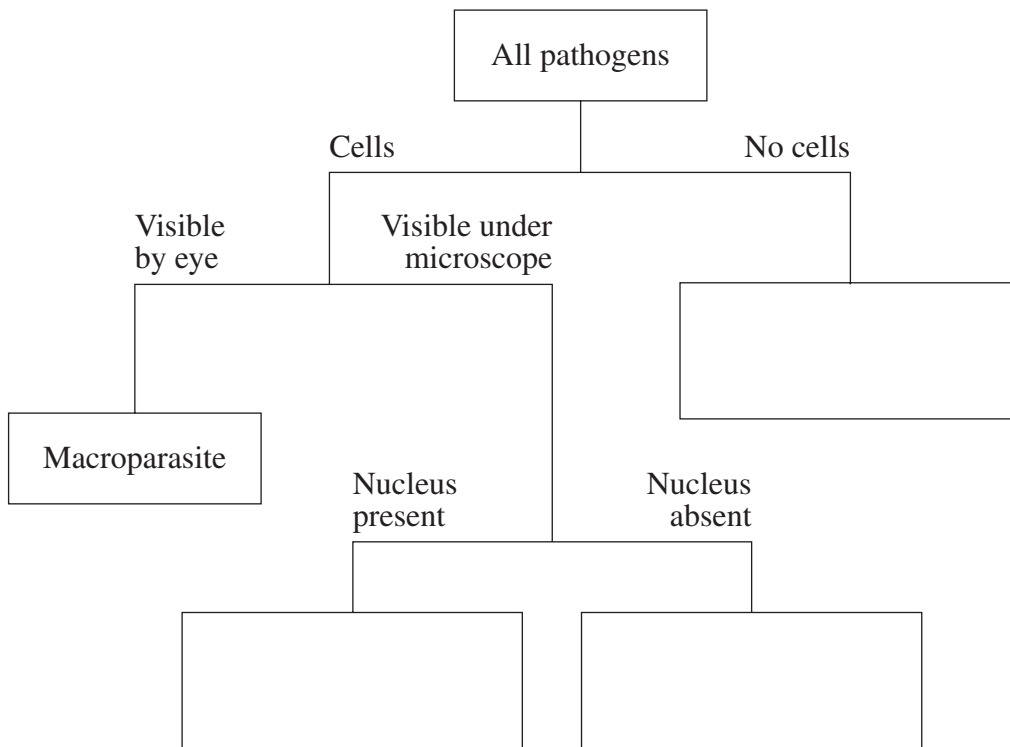 All pathogens
Cells
No cells
Visible
by eye
Visible under
microscope
Macroparasite
Nucleus
present
Nucleus
absent